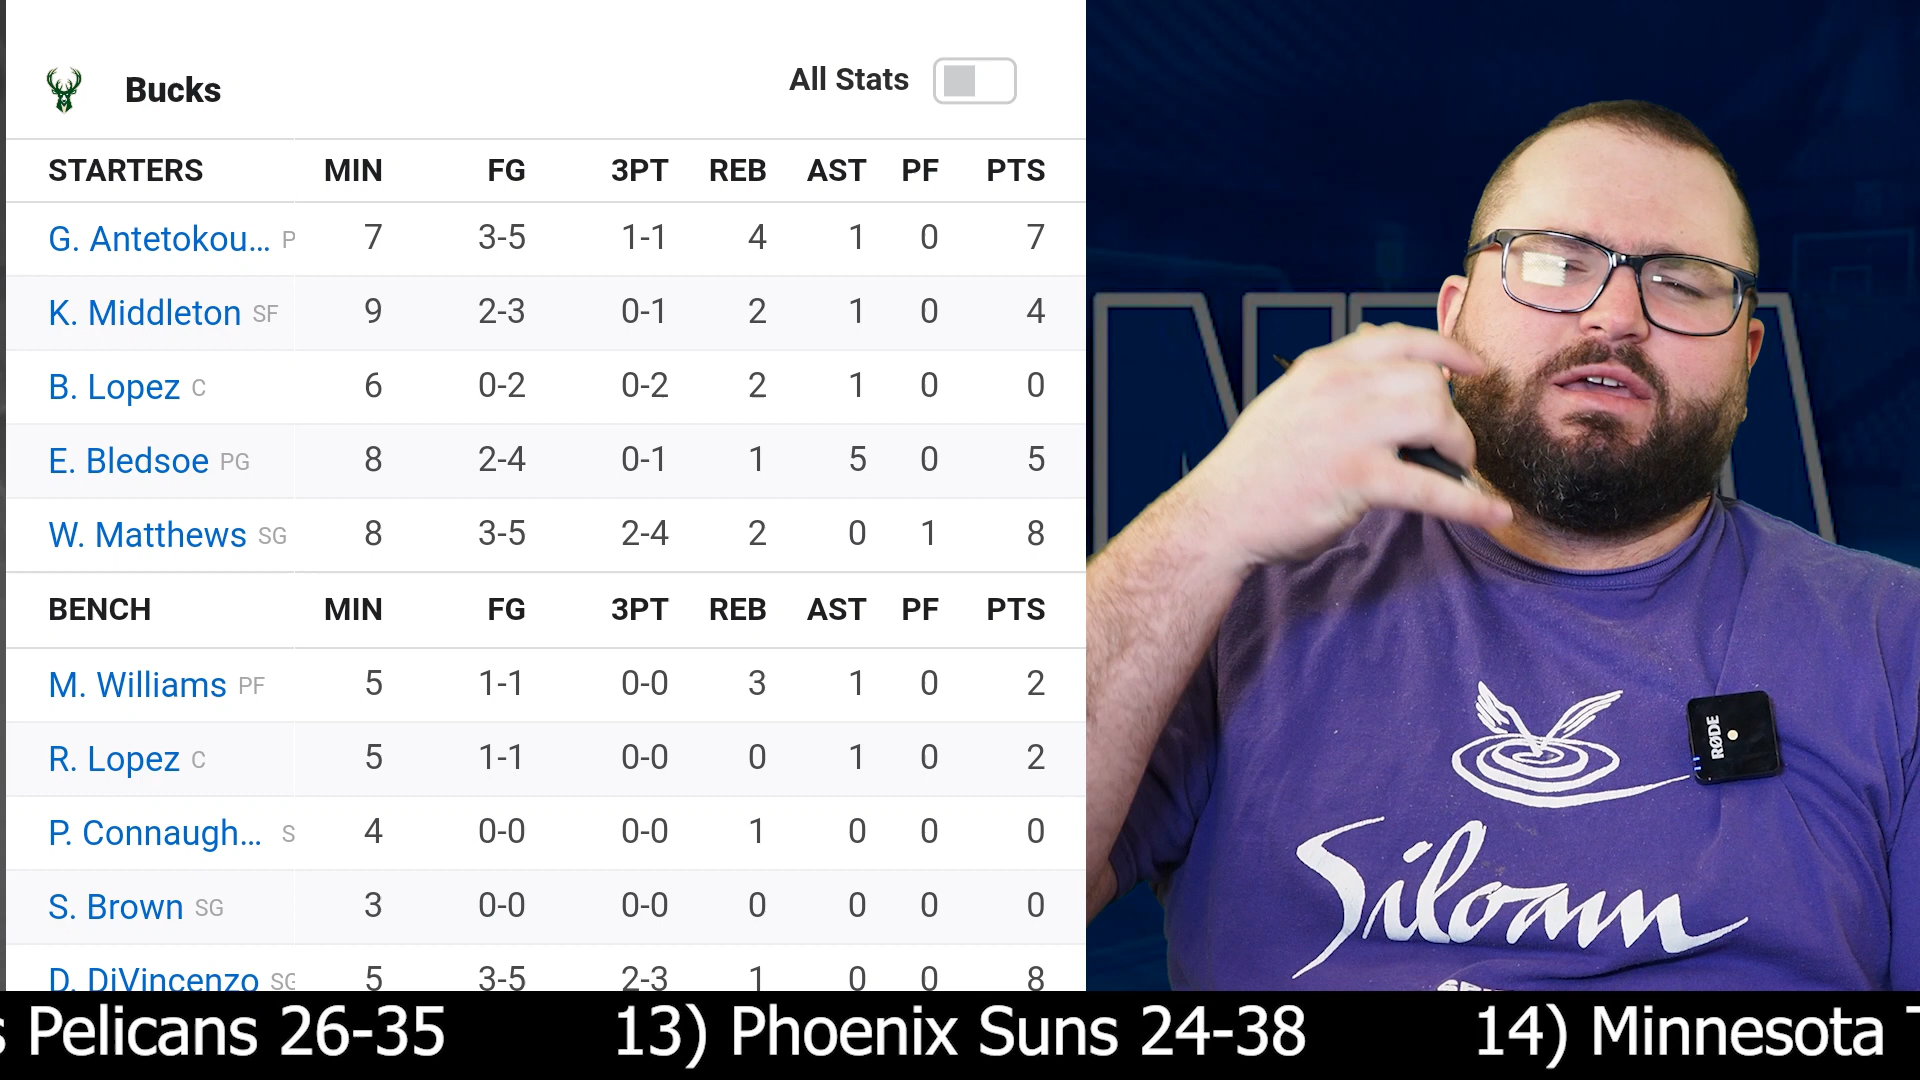 Bucks All Stats
STARTERS MIN FG 3PT REB AST PF PTS
G. Antetokou... P 7 3-5 1-1 4 1 0 7
K. Middleton SF 9 2-3 0-1 2 1 0 4
B. Lopez C 6 0-2 0-2 2 1 0 0
E. Bledsoe PG 8 2-4 0-1 1 5 0 5
W. Matthews SG 8 3-5 2-4 2 0 1 8
BENCH MIN FG 3PT REB AST PF PTS
M. Williams PF 5 1-1 0-0 3 1 0 2
R. Lopez C 5 1-1 0-0 0 1 0 2
P. Connaugh... S 4 0-0 0-0 1 0 0 0
S. Brown SG 3 0-0 0-0 0 0 0 0
D. DiVincenzo SG 5 3-5 2-3 1 0 0 8
RØDE
Siloam
s Pelicans 26-35 13) Phoenix Suns 24-38 14) Minnesota T